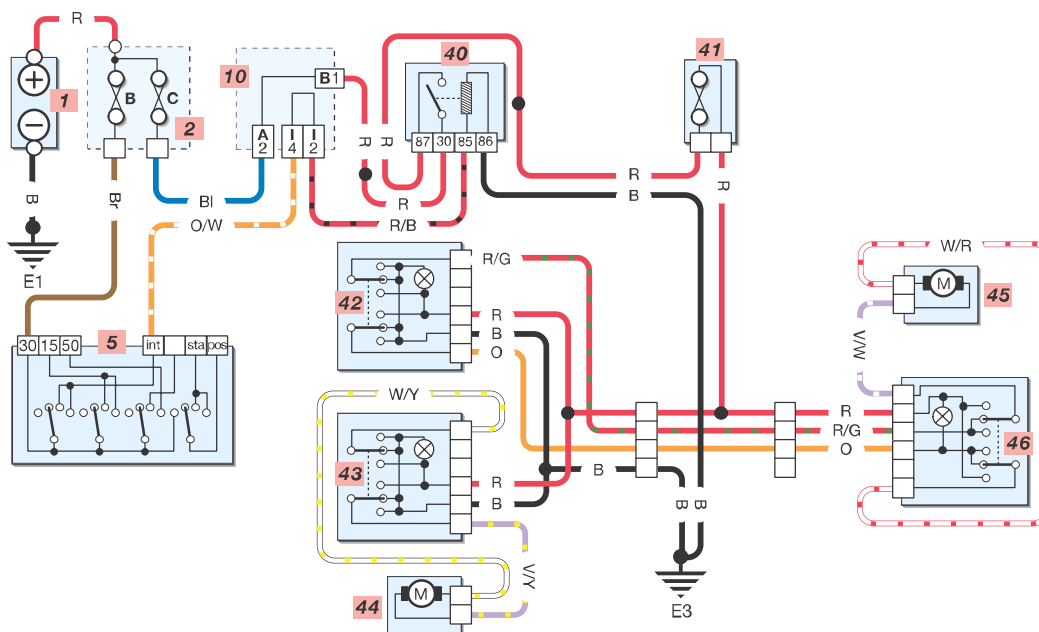 R
1
B
E1
B
C
2
Br
Bl
O/W
10
B1
A
2
I
4
I
2
R
R
R
R/B
40
87
30
85
86
41
R
B
R
5
30
15
50
int
sta
pos
42
R/G
R
B
O
W/Y
43
R
B
V/Y
44
M
B
B
B
E3
W/R
M
45
V/W
R
R/G
O
46